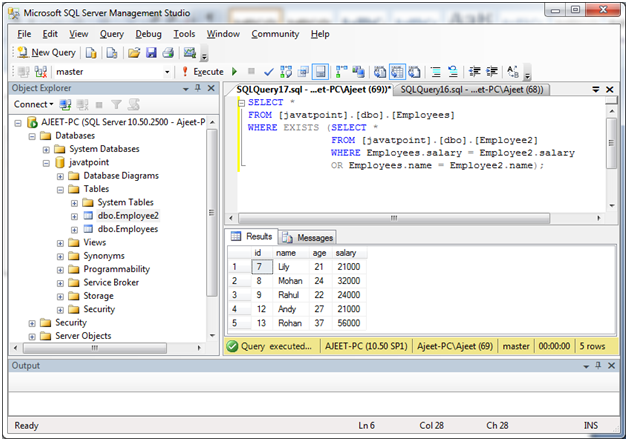 Microsoft SQL Server Management Studio
File Edit View Query Debug Tools Window Community Help
New Query
master Execute
Object Explorer
Connect
AJEET-PC (SQL Server 10.50.2500 - Ajeet-P
Databases
System Databases
javatpoint
Database Diagrams
Tables
System Tables
dbo.Employee2
dbo.Employees
Views
Synonyms
Programmability
Service Broker
Storage
Security
Security
Server Objects
SQLQuery17.sql - ...et-PC\Ajeet (69))* SQLQuery16.sql - ...et-PC\Ajeet (68))
SELECT *
FROM [javatpoint].[dbo].[Employees]
WHERE EXISTS (SELECT *
FROM [javatpoint].[dbo].[Employee2]
WHERE Employees.salary = Employee2.salary
OR Employees.name = Employee2.name);
Results Messages
id name age salary
1 7 Lily 21 21000
2 8 Mohan 24 32000
3 9 Rahul 22 24000
4 12 Andy 27 21000
5 13 Rohan 37 56000
Query executed... AJEET-PC (10.50 SP1) Ajeet-PC\Ajeet (69) master 00:00:00 5 rows
Output
Ready Ln 6 Col 28 Ch 28 INS